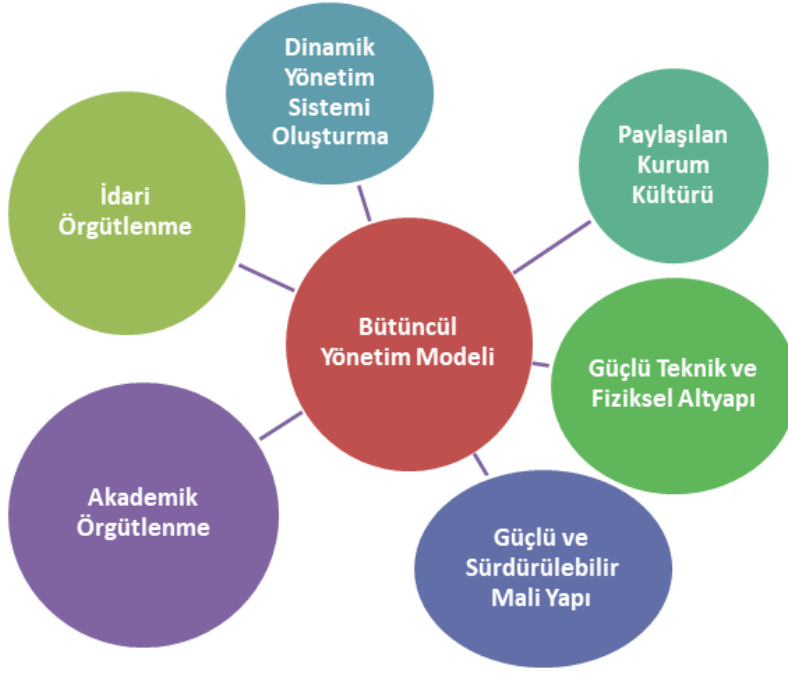 Dinamik
Yönetim
Sistemi
Oluşturma
Paylaşılan
Kurum
Kültürü
İdari
Örgütlenme
Bütüncül
Yönetim Modeli
Güçlü Teknik ve
Fiziksel Altyapı
Akademik
Örgütlenme
Güçlü ve
Sürdürülebilir
Mali Yapı